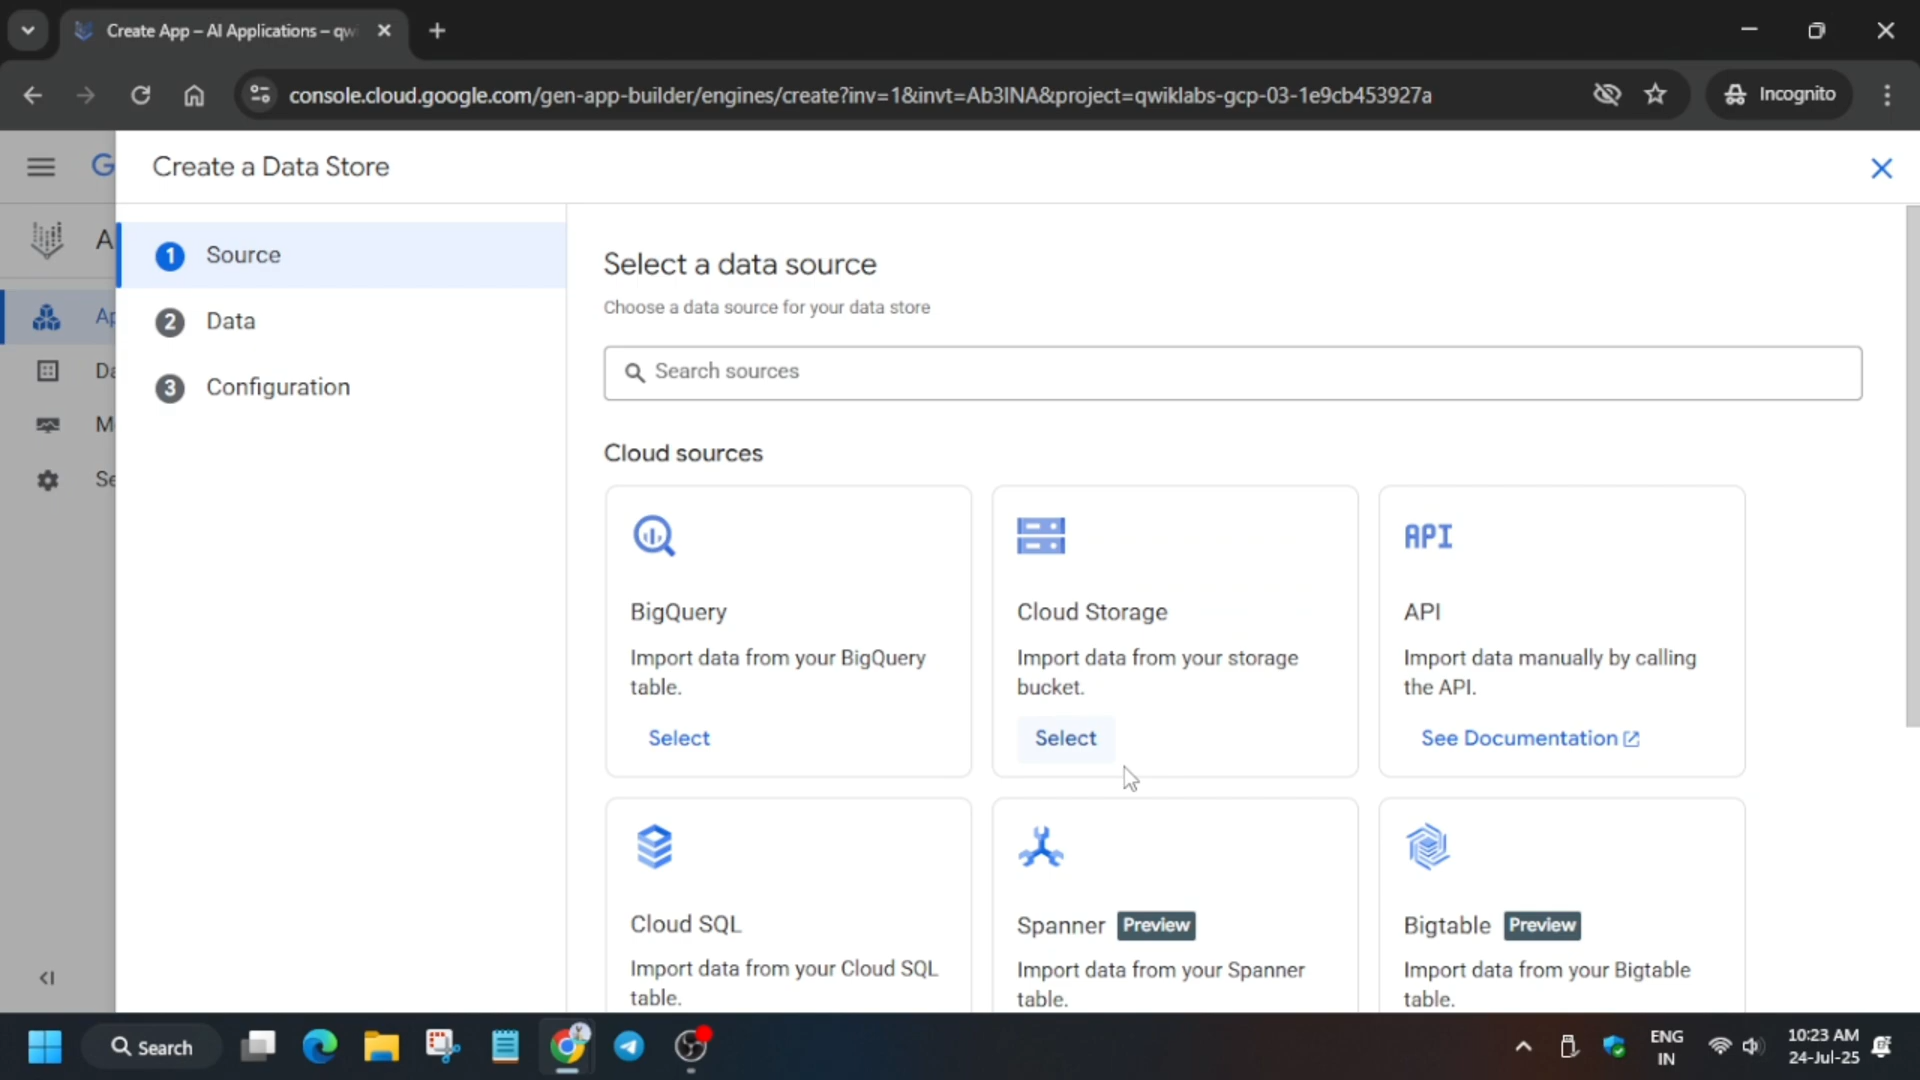 Create App – AI Applications – qwi
console.cloud.google.com/gen-app-builder/engines/create?inv=1&invt=Ab3INA&project=qwiklabs-gcp-03-1e9cb453927a
Incognito
G
Create a Data Store
A
1 Source
2 Data
3 Configuration
Ap
Da
M
Se
Select a data source
Choose a data source for your data store
Search sources
Cloud sources
BigQuery
Import data from your BigQuery
table.
Select
Cloud Storage
Import data from your storage
bucket.
Select
API
API
Import data manually by calling
the API.
See Documentation
Cloud SQL
Import data from your Cloud SQL
table.
Spanner Preview
Import data from your Spanner
table.
Bigtable Preview
Import data from your Bigtable
table.
Search
ENG
IN
10:23 AM
24-Jul-25